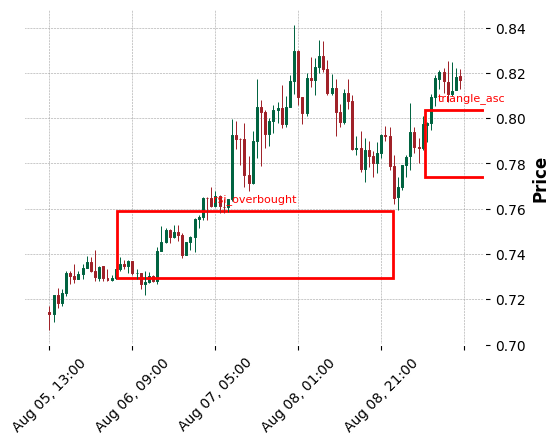 0.84
0.82
triangle_asc
0.80
0.78
Price
0.76
rsi_overbought
0.74
0.72
0.70
Aug 05, 13:00
Aug 06, 09:00
Aug 07, 05:00
Aug 08, 01:00
Aug 08, 21:00